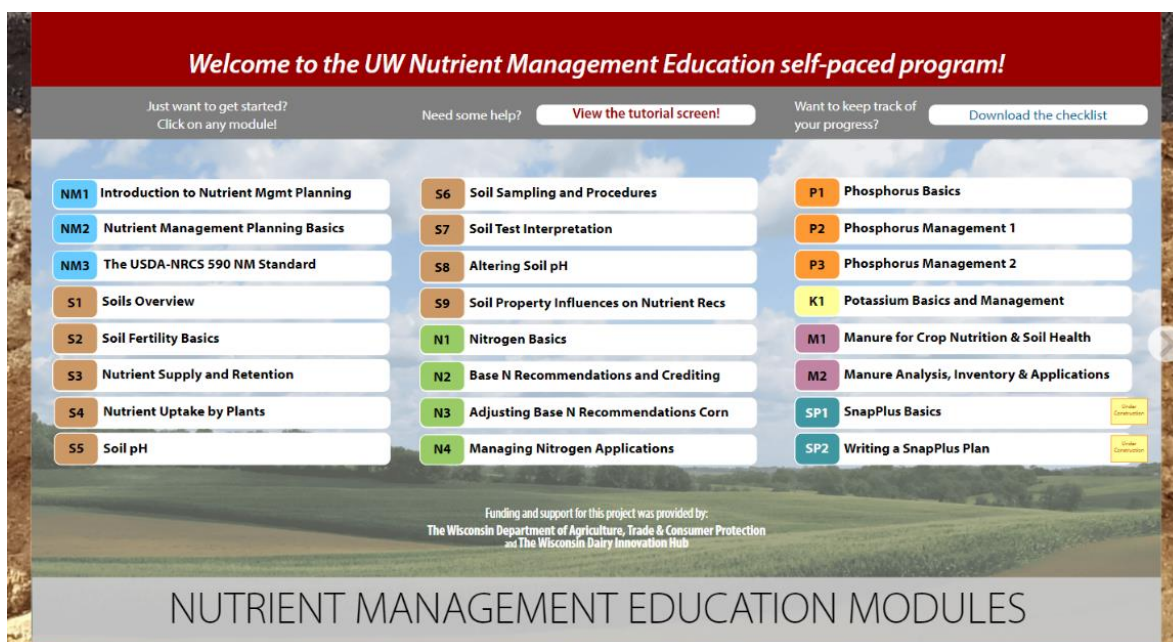 Welcome to the UW Nutrient Management Education self-paced program!
Just want to get started?
Click on any module!
Need some help?
View the tutorial screen!
Want to keep track of
your progress?
Download the checklist
NM1 Introduction to Nutrient Mgmt Planning
NM2 Nutrient Management Planning Basics
NM3 The USDA-NRCS 590 NM Standard
S1 Soils Overview
S2 Soil Fertility Basics
S3 Nutrient Supply and Retention
S4 Nutrient Uptake by Plants
S5 Soil pH
S6 Soil Sampling and Procedures
S7 Soil Test Interpretation
S8 Altering Soil pH
S9 Soil Property Influences on Nutrient Recs
N1 Nitrogen Basics
N2 Base N Recommendations and Crediting
N3 Adjusting Base N Recommendations Corn
N4 Managing Nitrogen Applications
P1 Phosphorus Basics
P2 Phosphorus Management 1
P3 Phosphorus Management 2
K1 Potassium Basics and Management
M1 Manure for Crop Nutrition & Soil Health
M2 Manure Analysis, Inventory & Applications
SP1 SnapPlus Basics
Under
Construction
SP2 Writing a SnapPlus Plan
Under
Construction
Funding and support for this project was provided by:
The Wisconsin Department of Agriculture, Trade & Consumer Protection
and The Wisconsin Dairy Innovation Hub
NUTRIENT MANAGEMENT EDUCATION MODULES